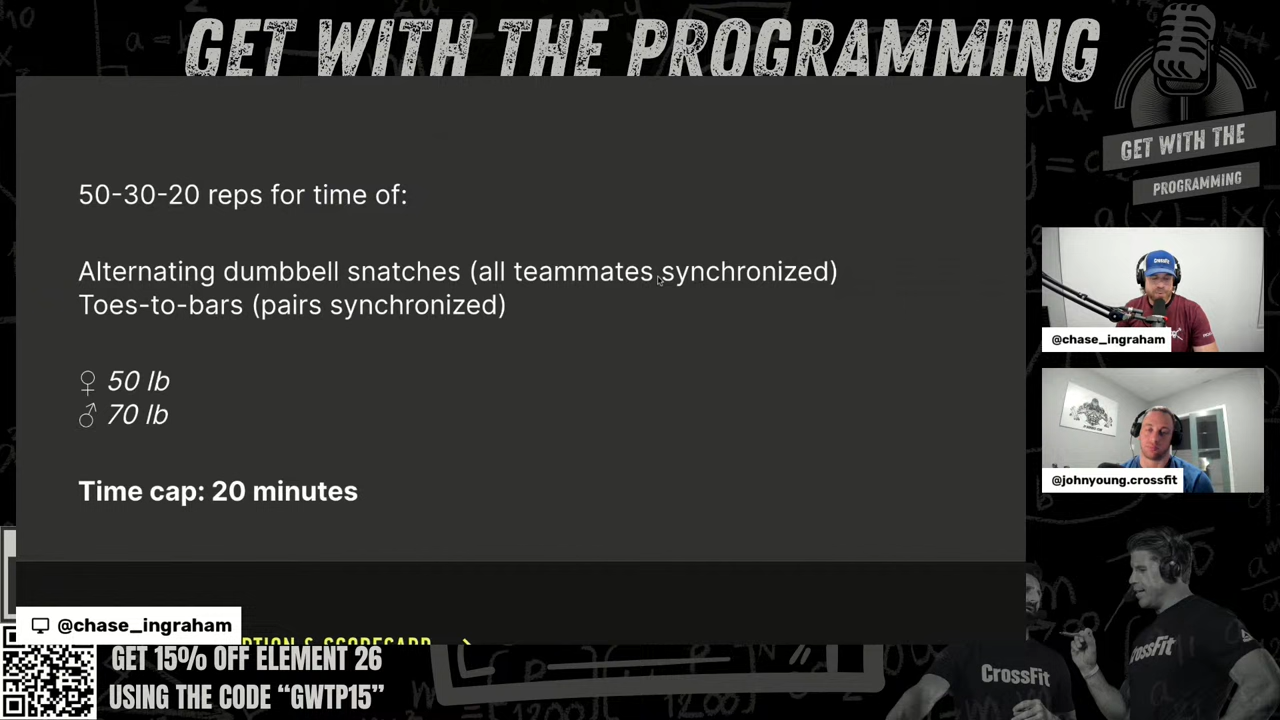 GET WITH THE PROGRAMMING
GET WITH THE
PROGRAMMING
50-30-20 reps for time of:
Alternating dumbbell snatches (all teammates synchronized)
Toes-to-bars (pairs synchronized)
♀ 50 lb
♂ 70 lb
Time cap: 20 minutes
@chase_ingraham
@johnyoung.crossfit
@chase_ingraham
GET 15% OFF ELEMENT 26
USING THE CODE “GWTP15”
CrossFit
CrossFit
CrossFit